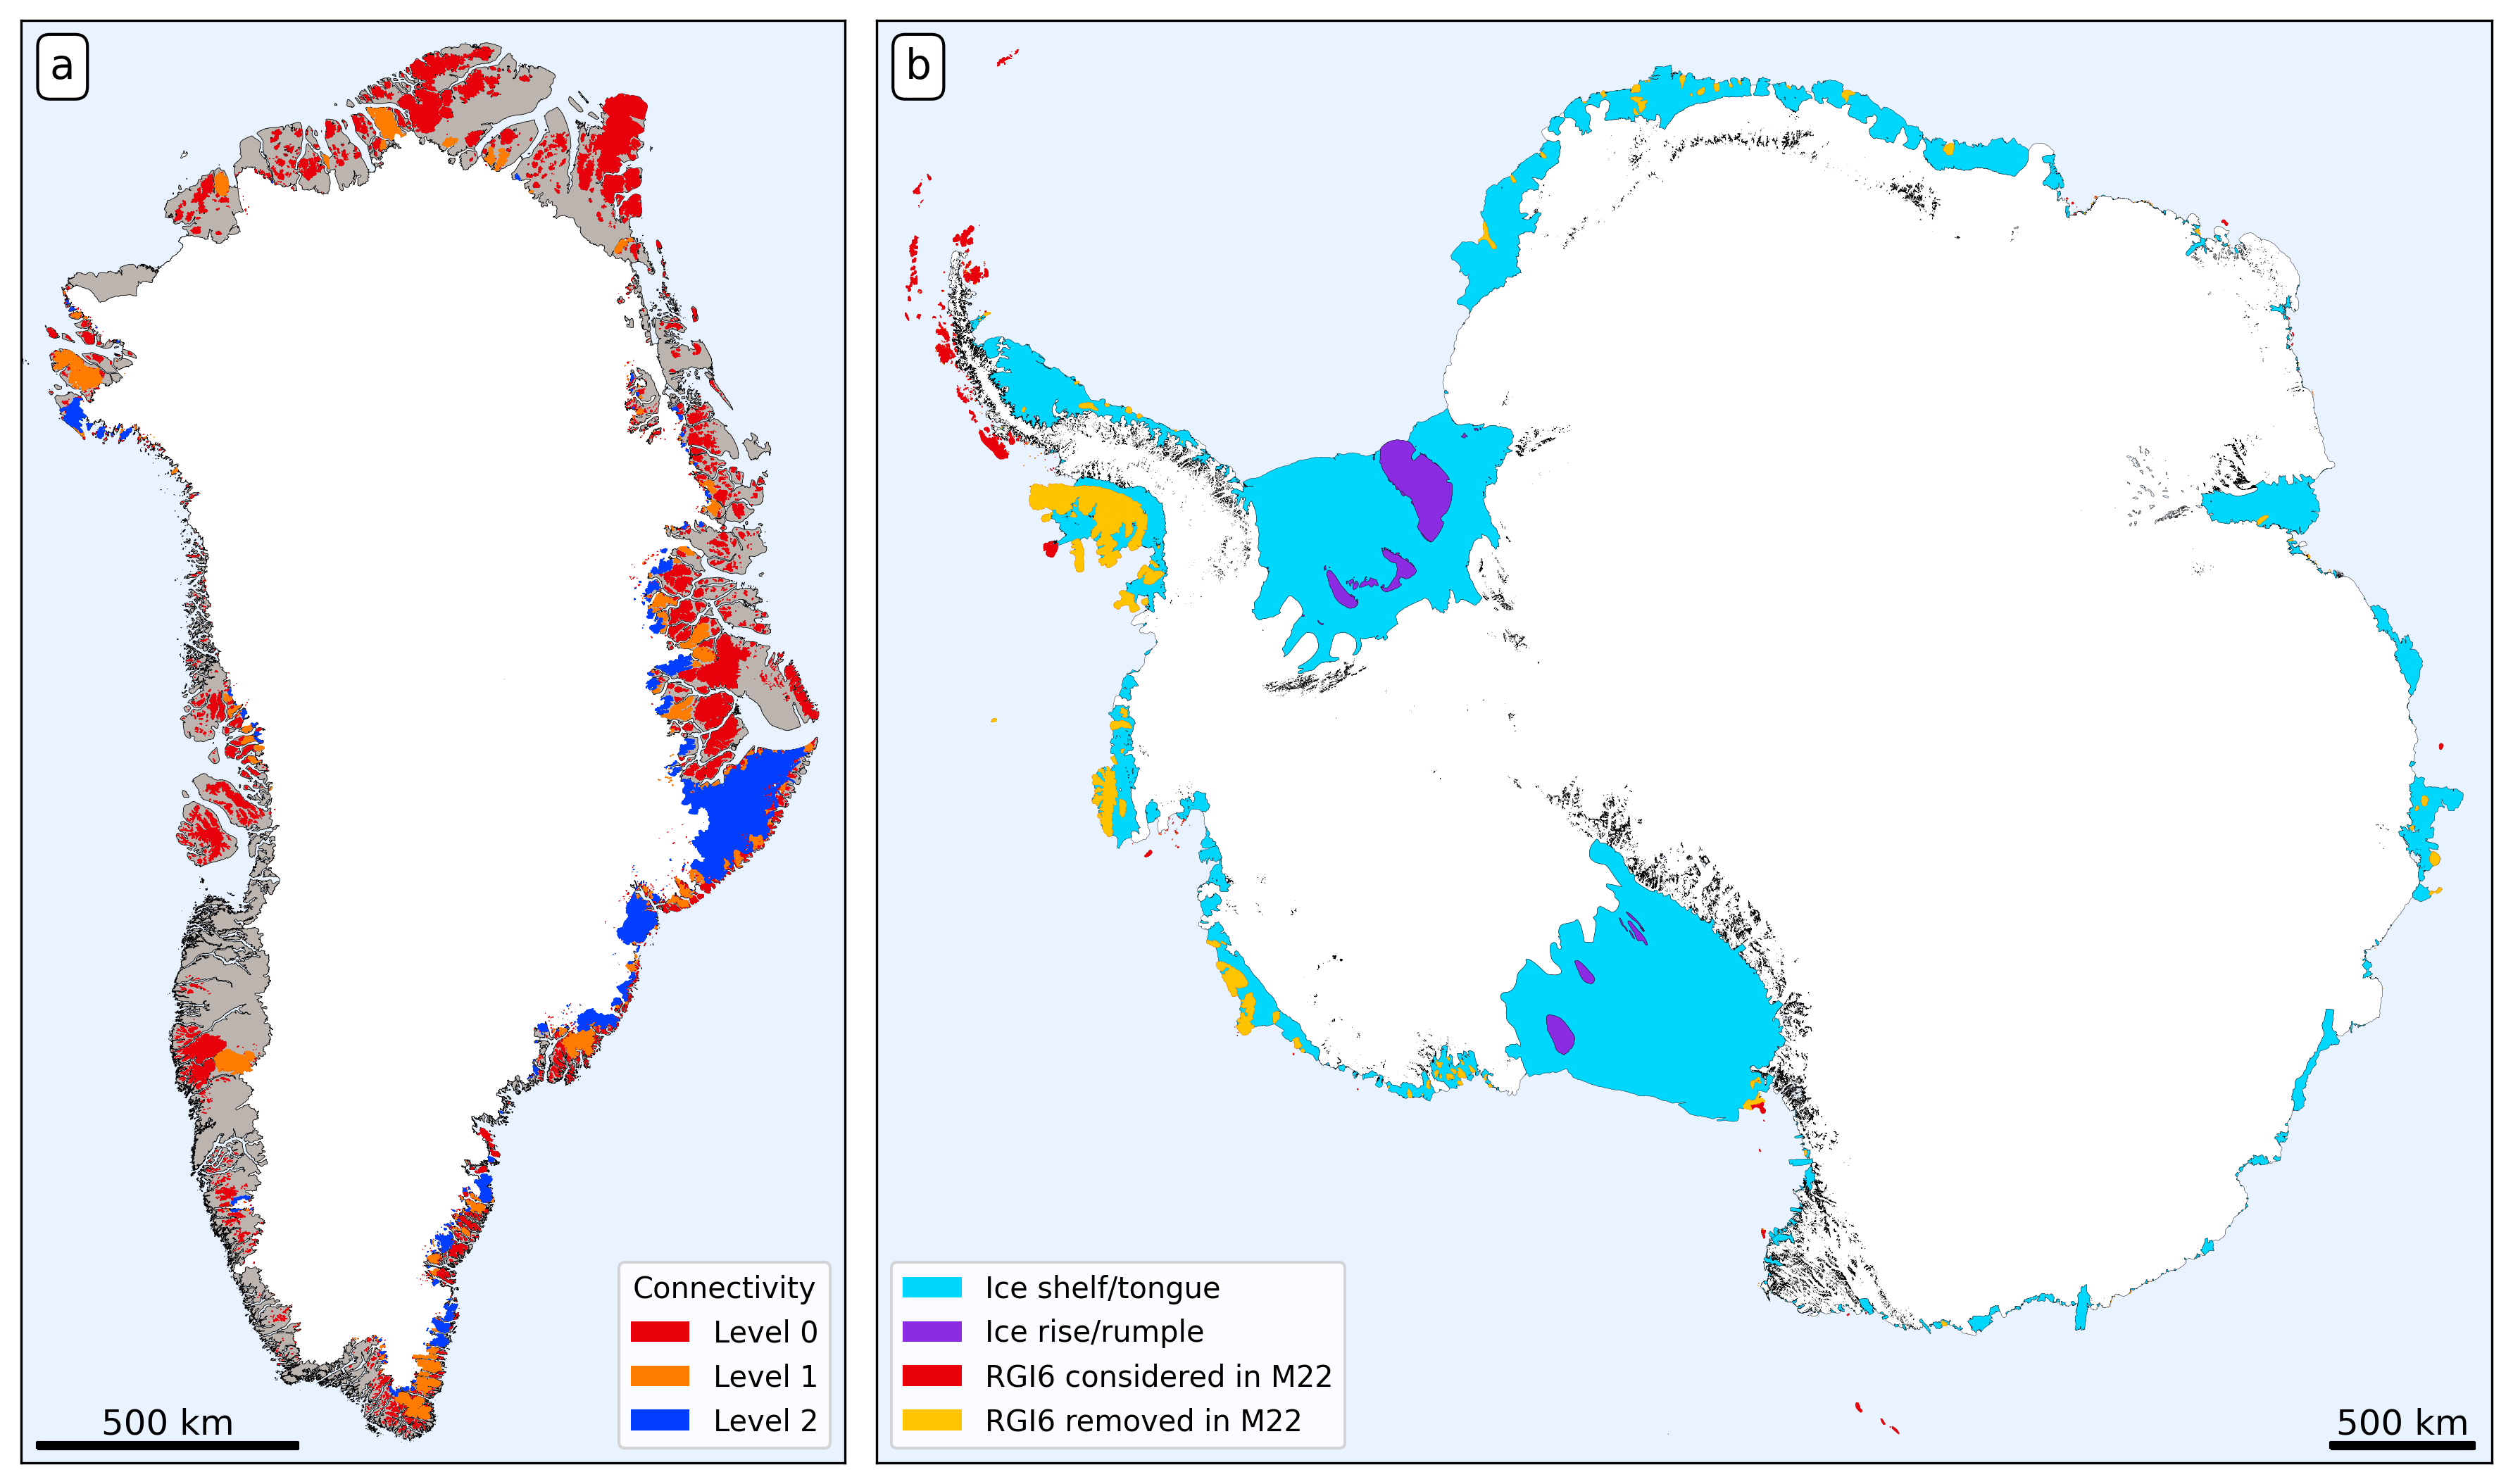 a
Connectivity
Level 0
Level 1
Level 2
500 km
b
Ice shelf/tongue
Ice rise/rumple
RGI6 considered in M22
RGI6 removed in M22
500 km